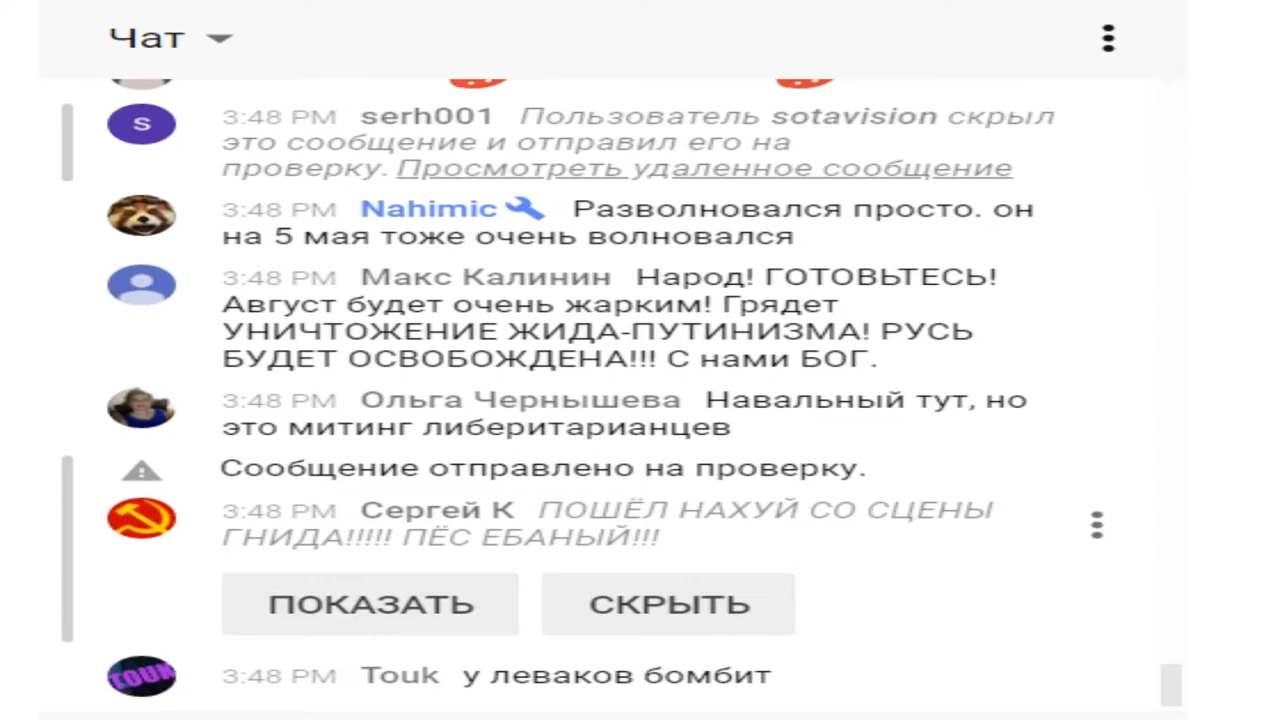 Чат
S
3:48 PM serh001 Пользователь sotavision скрыл
это сообщение и отправил его на
проверку. Просмотреть удаленное сообщение
3:48 PM Nahimic Разволновался просто. он
на 5 мая тоже очень волновался
3:48 PM Макс Калинин Народ! ГОТОВЬТЕСЬ!
Август будет очень жарким! Грядет
УНИЧТОЖЕНИЕ ЖИДА-ПУТИНИЗМА! РУСЬ
БУДЕТ ОСВОБОЖДЕНА!!! С нами БОГ.
3:48 PM Ольга Чернышева Навальный тут, но
это митинг либеритарианцев
Сообщение отправлено на проверку.
3:48 PM Сергей К ПОШЁЛ НАХУЙ СО СЦЕНЫ
ГНИДА!!!!! ПЁС ЕБАНЫЙ!!!
ПОКАЗАТЬ СКРЫТЬ
TOUK
3:48 PM Touk у леваков бомбит